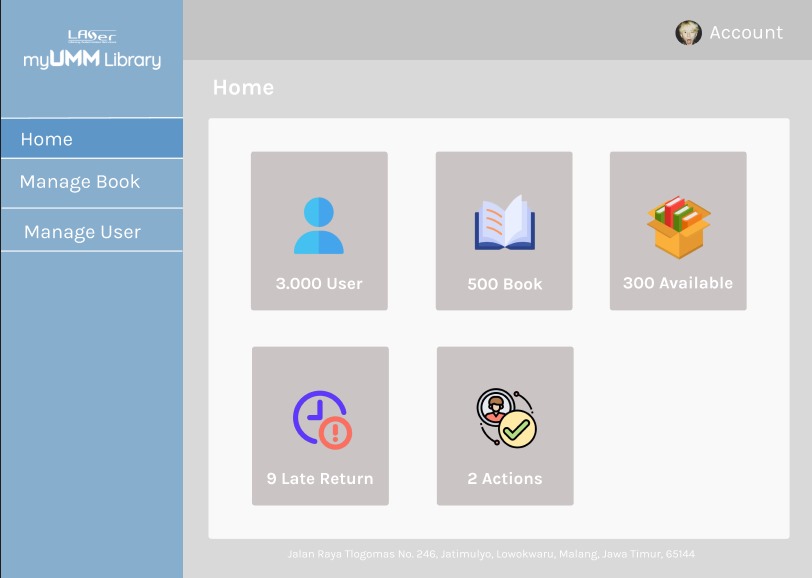 LASer
myUMM Library
Account
Home
Home
Manage Book
Manage User
3.000 User
500 Book
300 Available
9 Late Return
2 Actions
Jalan Raya Tlogomas No. 246, Jatimulyo, Lowokwaru, Malang, Jawa Timur, 65144